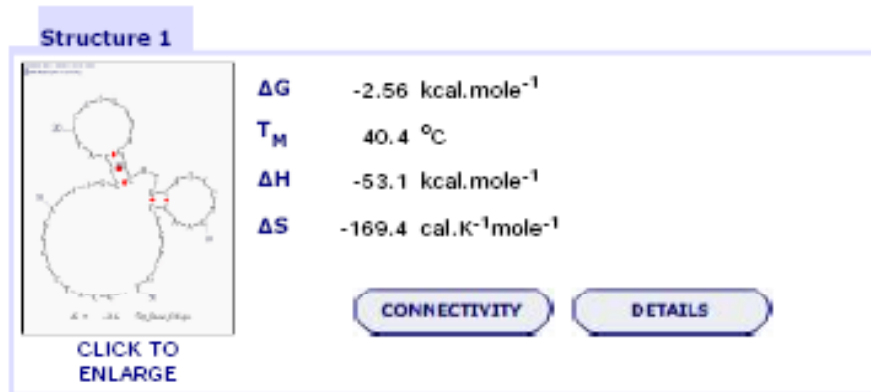 Structure 1
ΔG -2.56 kcal.mole-1
TM 40.4 oC
ΔH -53.1 kcal.mole-1
ΔS -169.4 cal.K-1mole-1
CONNECTIVITY DETAILS
CLICK TO
ENLARGE